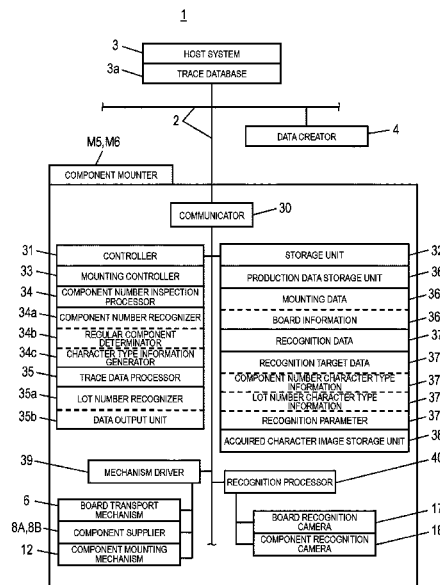 1
3
HOST SYSTEM
3a
TRACE DATABASE
2
DATA CREATOR
4
M5,M6
COMPONENT MOUNTER
COMMUNICATOR
30
31
CONTROLLER
33
MOUNTING CONTROLLER
34
COMPONENT NUMBER INSPECTION
PROCESSOR
34a
COMPONENT NUMBER RECOGNIZER
34b
REGULAR COMPONENT
DETERMINATOR
34c
CHARACTER TYPE INFORMATION
GENERATOR
35
TRACE DATA PROCESSOR
35a
LOT NUMBER RECOGNIZER
35b
DATA OUTPUT UNIT
STORAGE UNIT
32
PRODUCTION DATA STORAGE UNIT
36
MOUNTING DATA
36
BOARD INFORMATION
36
RECOGNITION DATA
37
RECOGNITION TARGET DATA
37
COMPONENT NUMBER CHARACTER TYPE
INFORMATION
37
LOT NUMBER CHARACTER TYPE
INFORMATION
37
RECOGNITION PARAMETER
37
ACQUIRED CHARACTER IMAGE STORAGE UNIT
38
39
MECHANISM DRIVER
40
RECOGNITION PROCESSOR
6
BOARD TRANSPORT
MECHANISM
8A,8B
COMPONENT SUPPLIER
12
COMPONENT MOUNTING
MECHANISM
BOARD RECOGNITION
CAMERA
17
COMPONENT RECOGNITION
CAMERA
18